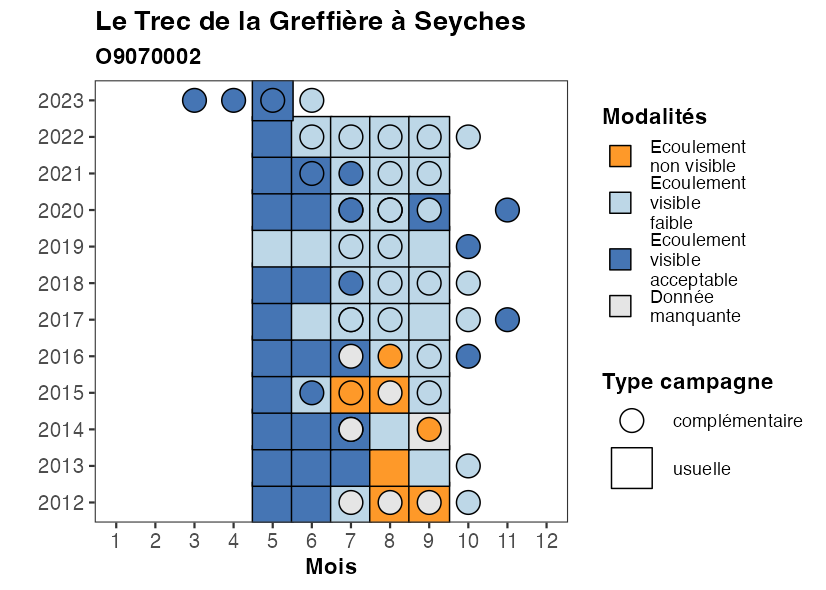 Le Trec de la Greffière à Seyches
O9070002
2023
2022
2021
2020
2019
2018
2017
2016
2015
2014
2013
2012
1 2 3 4 5 6 7 8 9 10 11 12
Mois
Modalités
Ecoulement
non visible
Ecoulement
visible
faible
Ecoulement
visible
acceptable
Donnée
manquante
Type campagne
complémentaire
usuelle